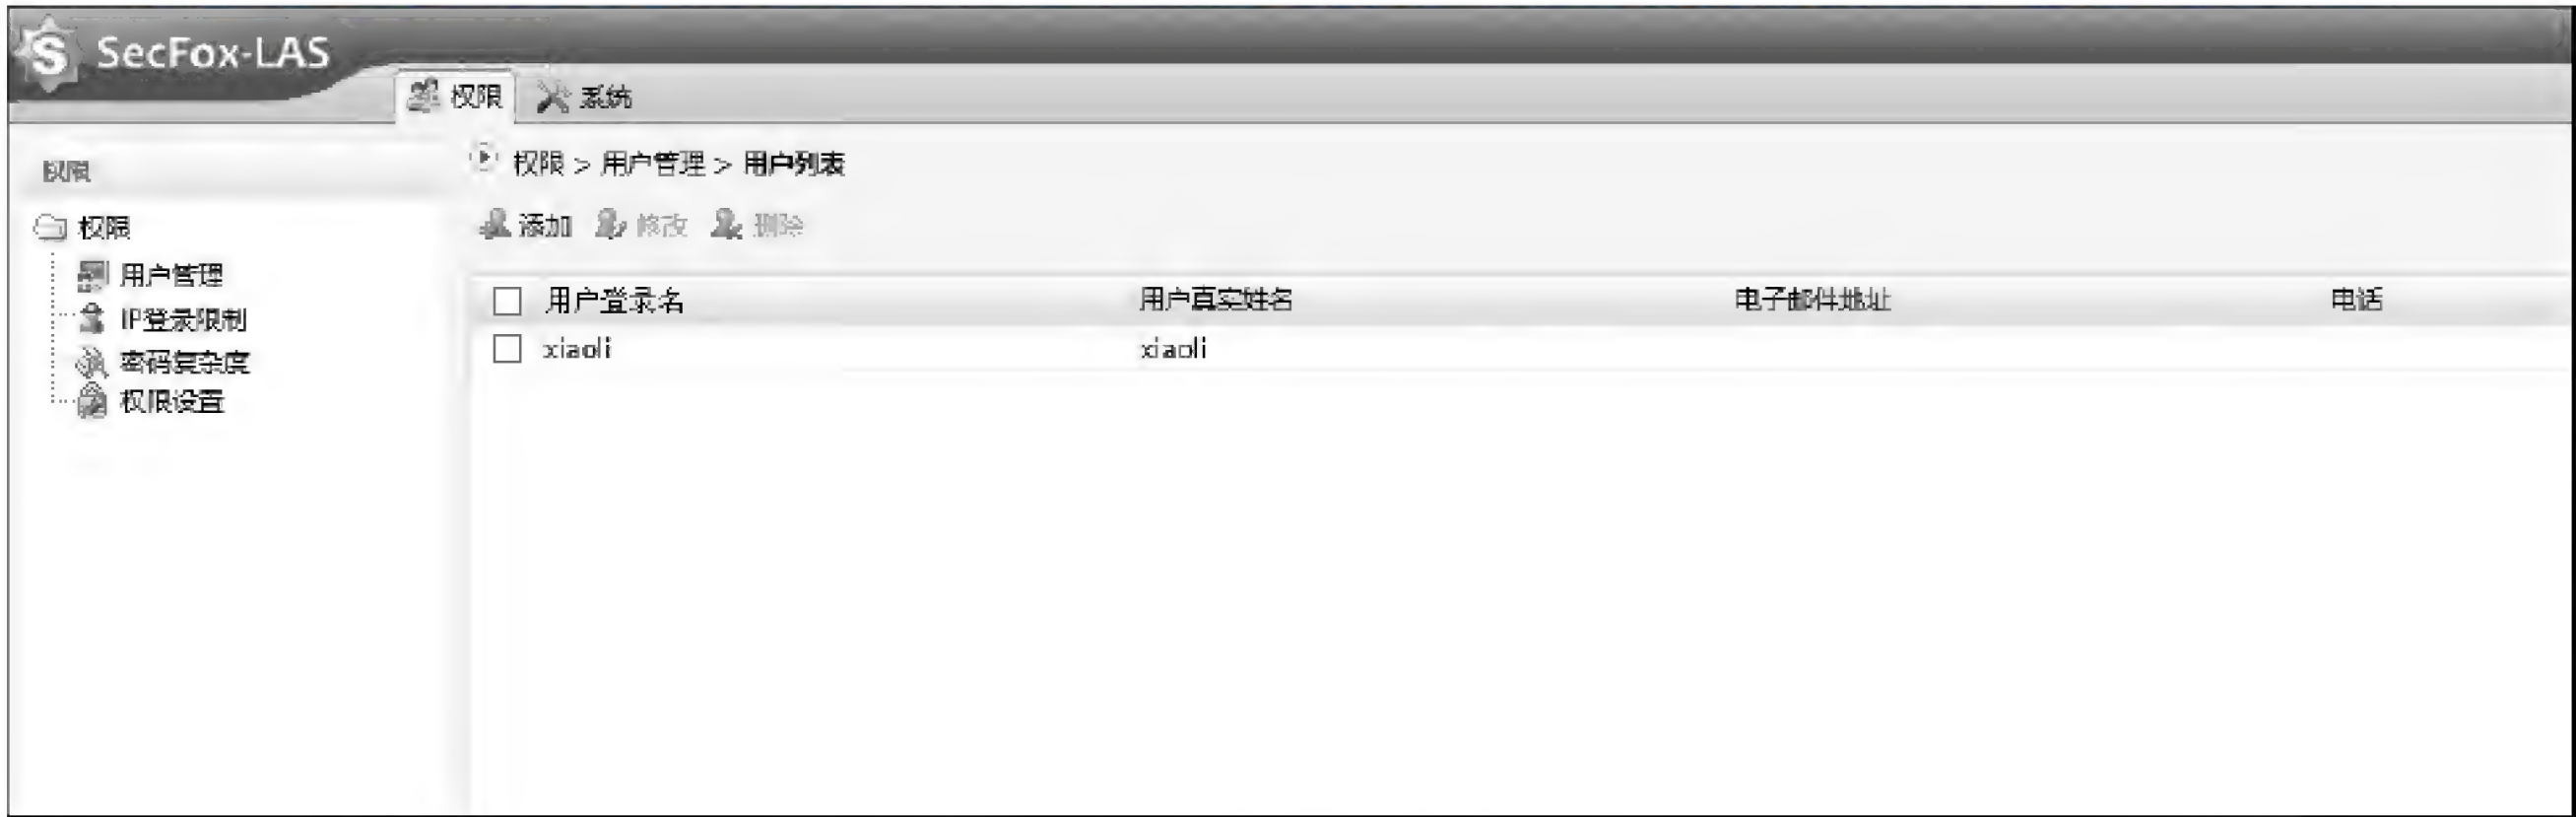 SecFox-LAS
权限 系统
权限
权限 > 用户管理 > 用户列表
添加 修改 删除
权限
用户管理
IP登录限制
密码复杂度
权限设置
用户登录名 用户真实姓名 电子邮件地址 电话
xiaoli xiaoli